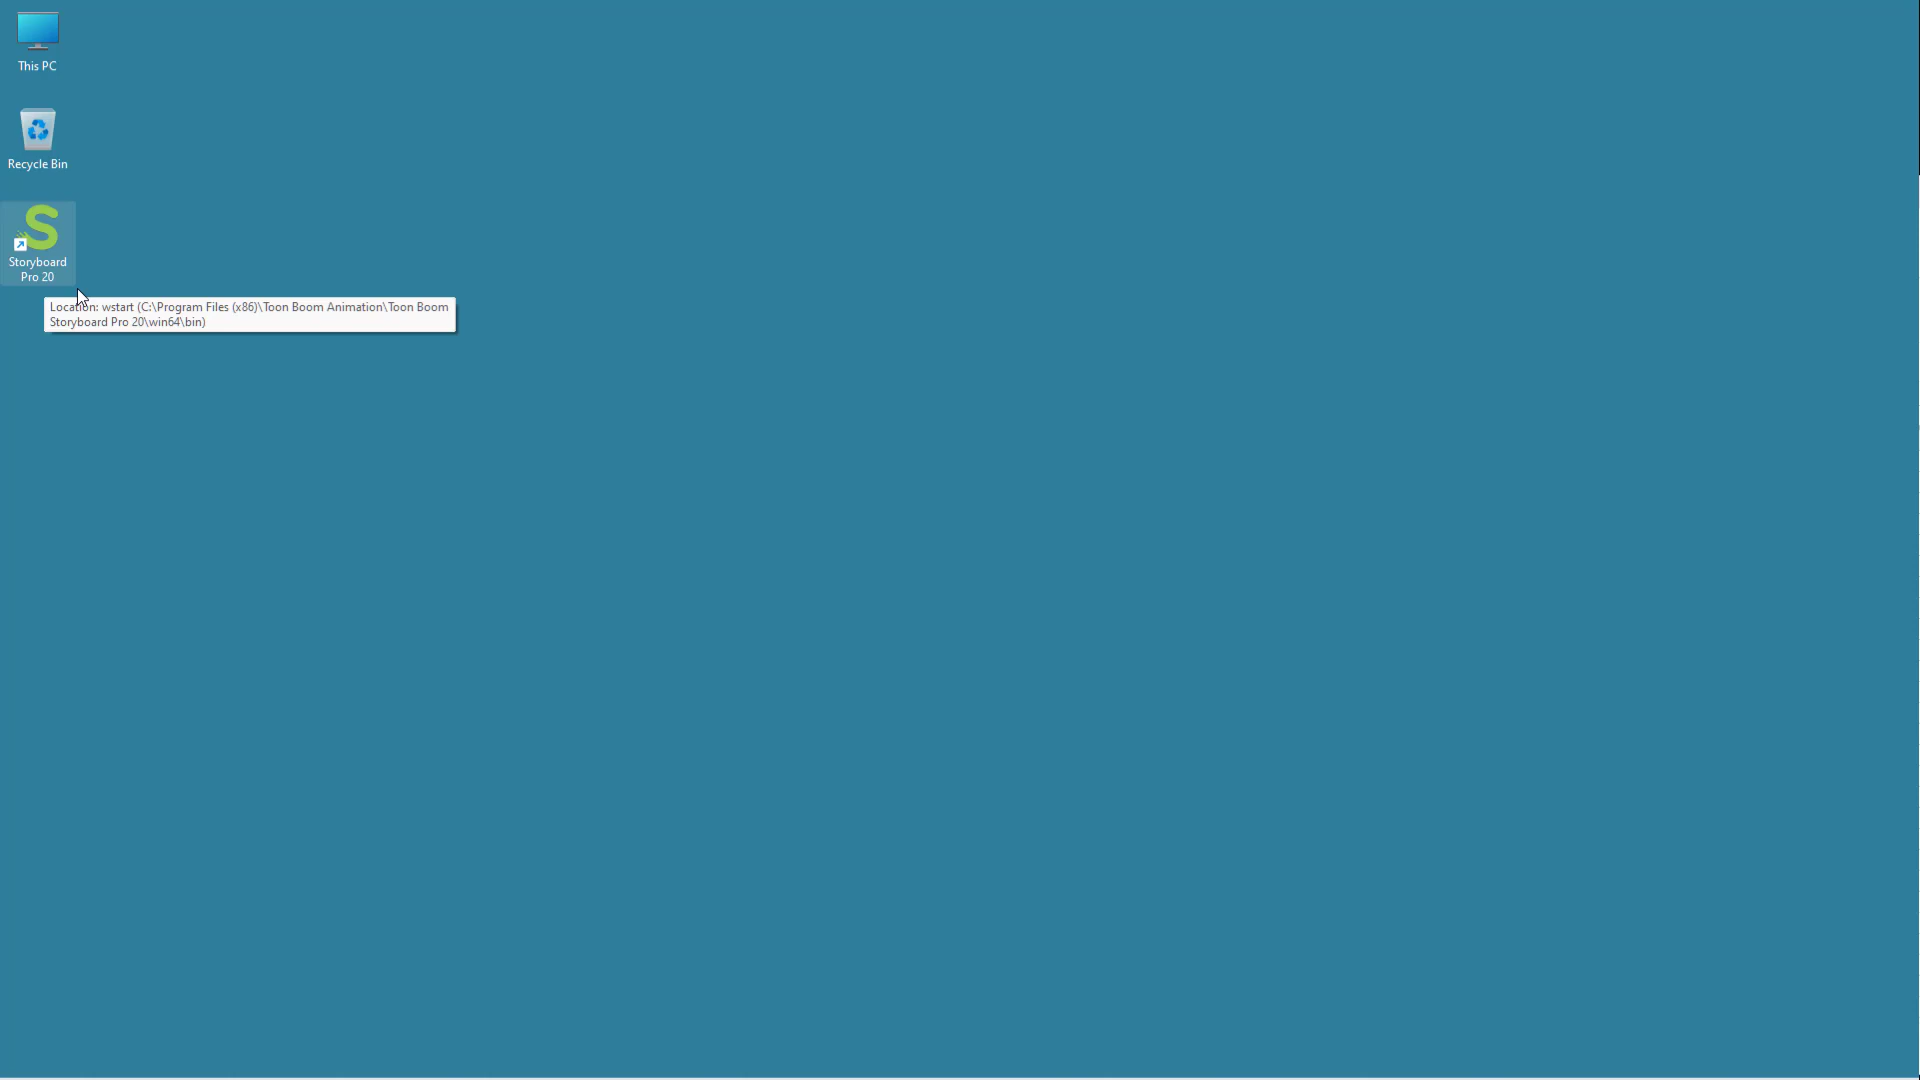 This PC
Recycle Bin
Storyboard
Pro 20
Location: wstart (C:\Program Files (x86)\Toon Boom Animation\Toon Boom
Storyboard Pro 20\win64\bin)